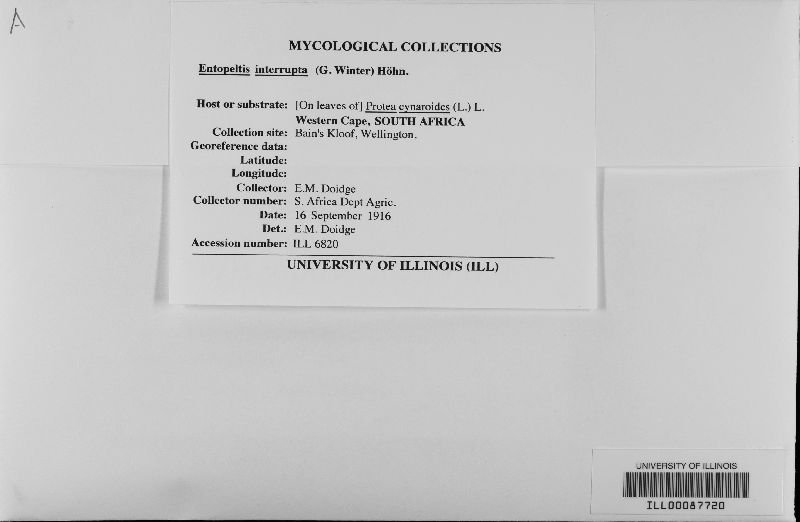 A
MYCOLOGICAL COLLECTIONS
Entopeltis interrupta (G. Winter) Höhn.
Host or substrate: [On leaves of] Protea cynaroides (L.) L.
Western Cape, SOUTH AFRICA
Collection site: Bain's Kloof, Wellington.
Georeference data:
Latitude:
Longitude:
Collector: E.M. Doidge
Collector number: S. Africa Dept Agric.
Date: 16 September 1916
Det.: E.M. Doidge
Accession number: ILL 6820
UNIVERSITY OF ILLINOIS (ILL)
UNIVERSITY OF ILLINOIS
ILL00087720